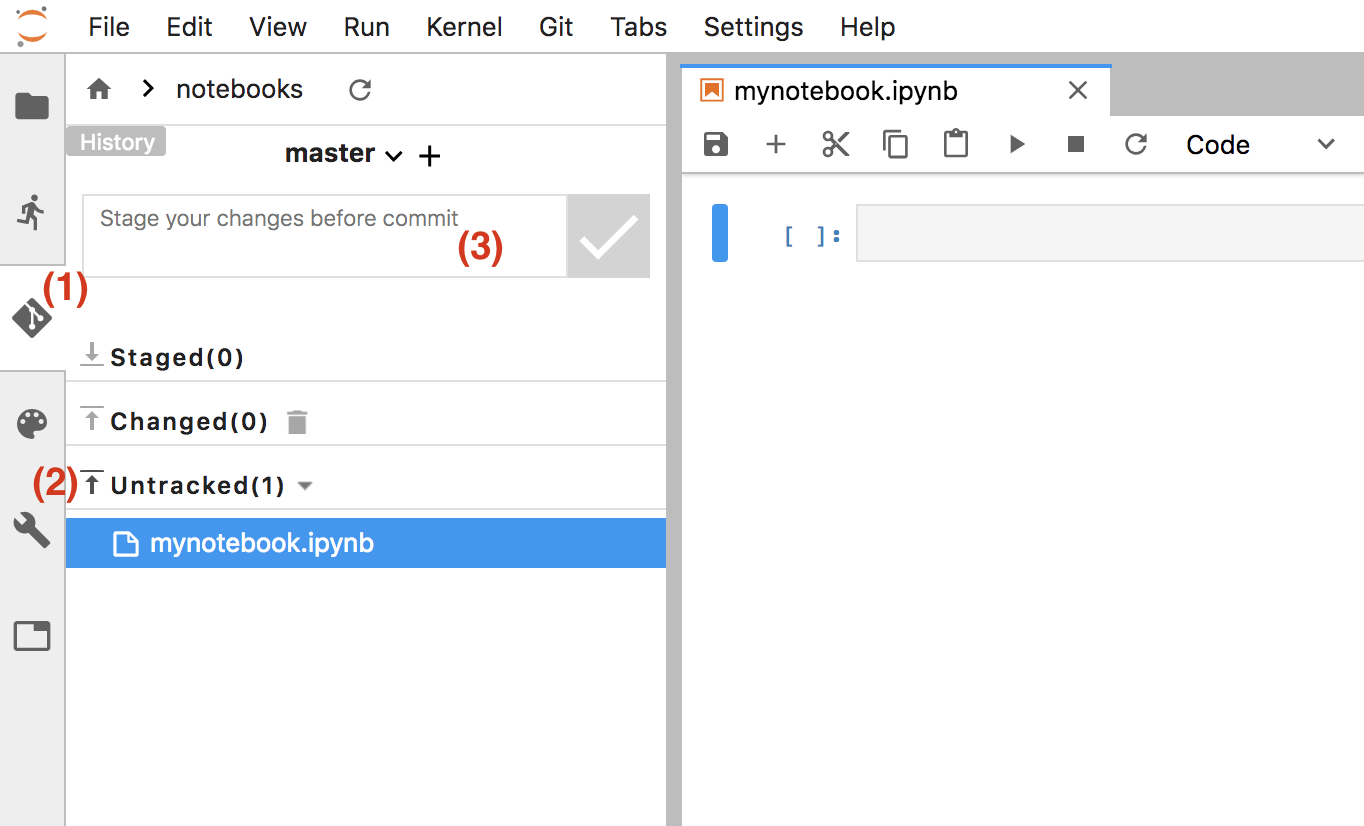 File Edit View Run Kernel Git Tabs Settings Help
notebooks
History
master
Stage your changes before commit
(3)
(1)
Staged(0)
Changed(0)
(2)
Untracked(1)
mynotebook.ipynb
mynotebook.ipynb
Code
[ ]: